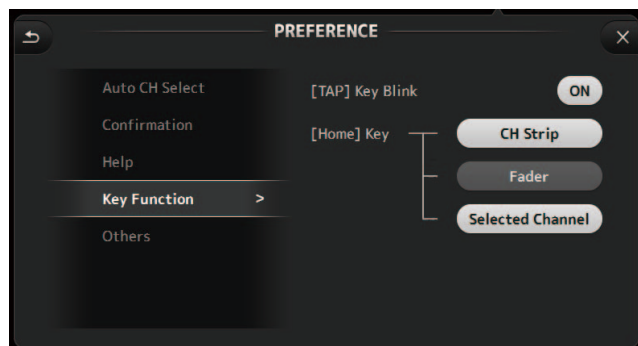 PREFERENCE
Auto CH Select
Confirmation
Help
Key Function >
Others
[TAP] Key Blink ON
[Home] Key CH Strip
Fader
Selected Channel